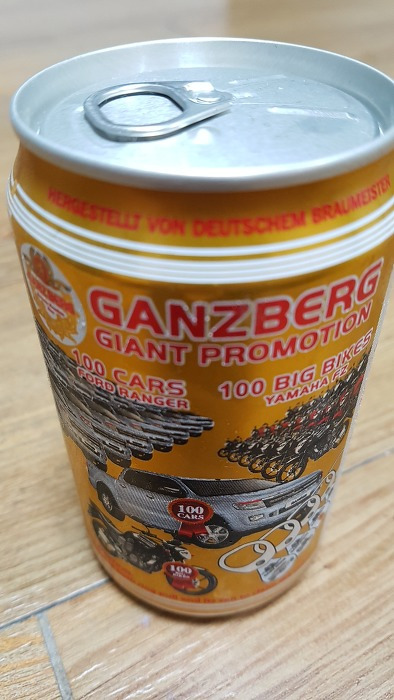 HERGESTELLT VON DEUTSCHEM BRAUMEISTER
GANZBERG
GIANT PROMOTION
100 CARS
FORD RANGER
100 BIG BIKES
YAMAHA FZ
100
CARS
100